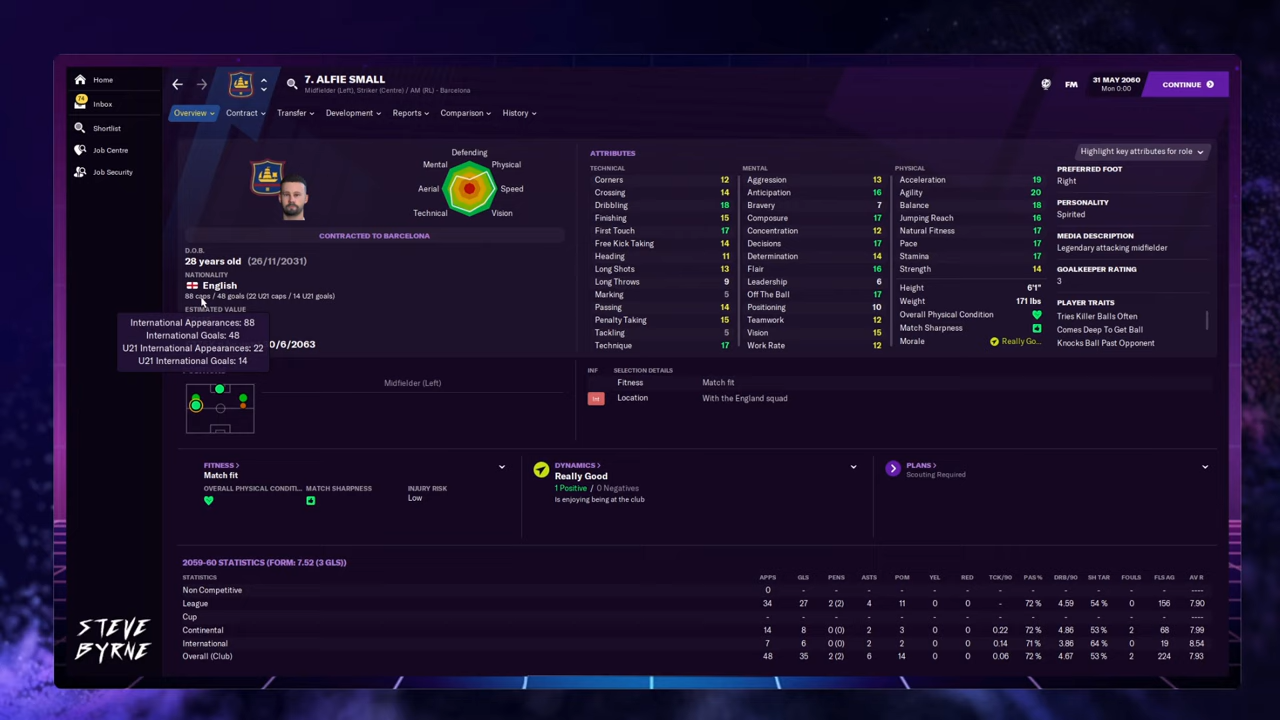 Home
Inbox
74
Shortlist
Job Centre
Job Security
7. ALFIE SMALL
Midfielder (Left), Striker (Centre) / AM (RL) - Barcelona
FM
31 MAY 2060
Mon 0:00
CONTINUE
Overview
Contract
Transfer
Development
Reports
Comparison
History
Defending
Mental
Physical
Aerial
Speed
Technical
Vision
CONTRACTED TO BARCELONA
D.O.B.
28 years old (26/11/2031)
NATIONALITY
English
88 caps / 48 goals (22 U21 caps / 14 U21 goals)
ESTIMATED VALUE
International Appearances: 88
International Goals: 48
U21 International Appearances: 22
U21 International Goals: 14
0/6/2063
Midfielder (Left)
ATTRIBUTES
Highlight key attributes for role
TECHNICAL
Corners 12
Crossing 14
Dribbling 18
Finishing 15
First Touch 17
Free Kick Taking 14
Heading 11
Long Shots 13
Long Throws 9
Marking 5
Passing 14
Penalty Taking 15
Tackling 5
Technique 17
MENTAL
Aggression 13
Anticipation 16
Bravery 7
Composure 17
Concentration 12
Decisions 17
Determination 14
Flair 16
Leadership 6
Off The Ball 17
Positioning 10
Teamwork 12
Vision 15
Work Rate 12
PHYSICAL
Acceleration 19
Agility 20
Balance 18
Jumping Reach 16
Natural Fitness 17
Pace 17
Stamina 17
Strength 14
Height 6'1"
Weight 171 lbs
Overall Physical Condition
Match Sharpness
Morale Really Go...
PREFERRED FOOT
Right
PERSONALITY
Spirited
MEDIA DESCRIPTION
Legendary attacking midfielder
GOALKEEPER RATING
3
PLAYER TRAITS
Tries Killer Balls Often
Comes Deep To Get Ball
Knocks Ball Past Opponent
INF SELECTION DETAILS
Fitness Match fit
Int Location With the England squad
FITNESS >
Match fit
OVERALL PHYSICAL CONDITI... MATCH SHARPNESS INJURY RISK
Low
DYNAMICS >
Really Good
1 Positive / 0 Negatives
Is enjoying being at the club
PLANS >
Scouting Required
2059-60 STATISTICS (FORM: 7.52 (3 GLS))
STATISTICS APPS GLS PENS ASTS POM YEL RED TCK/90 PAS % DRB/90 SH TAR FOULS FLS AG AV R
Non Competitive 0 - - - - - - - - - - - - ----
League 34 27 2 (2) 4 11 0 0 - 72 % 4.59 54 % 0 156 7.90
Cup - - - - - - - - - - - - - ----
Continental 14 8 0 (0) 2 3 0 0 0.22 72 % 4.86 53 % 2 68 7.99
International 7 6 0 (0) 2 2 0 0 0.14 71 % 3.86 64 % 0 19 8.54
Overall (Club) 48 35 2 (2) 6 14 0 0 0.06 72 % 4.67 53 % 2 224 7.93
STEVE
BYRNE